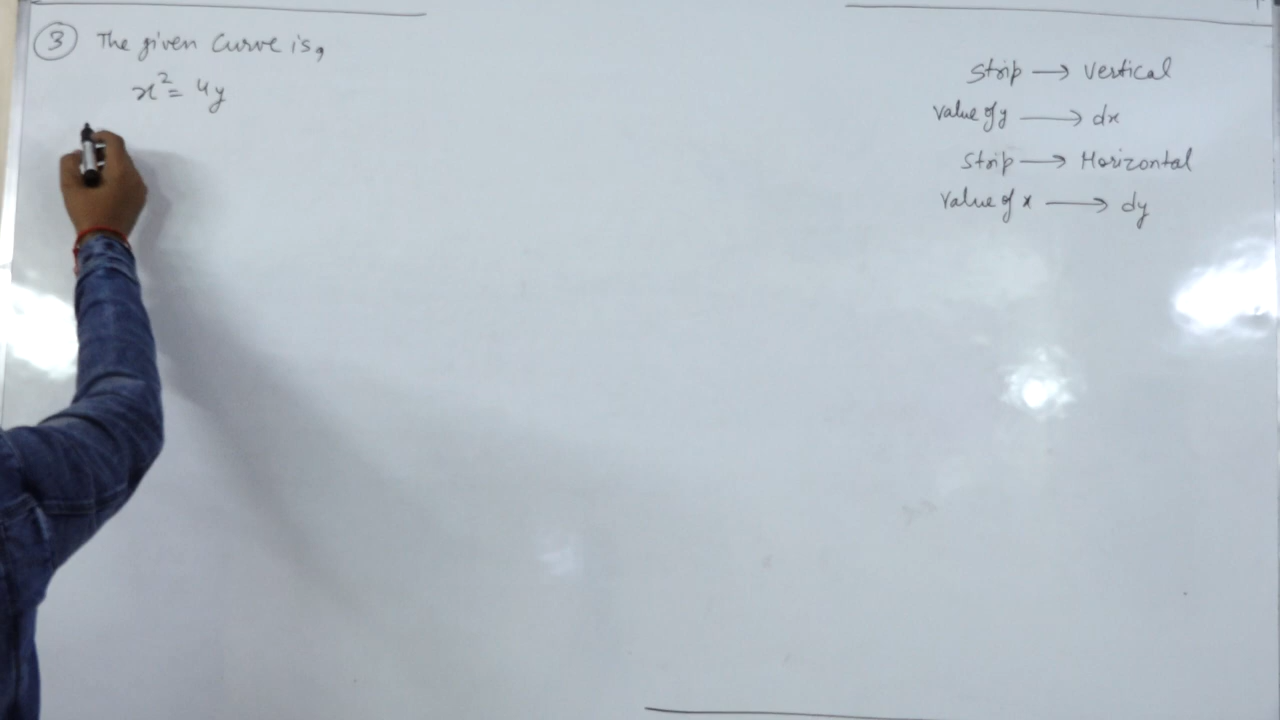 ③ The given Curve is,
x² = 4y
Strip → Vertical
Value of y → dx
Strip → Horizontal
Value of x → dy